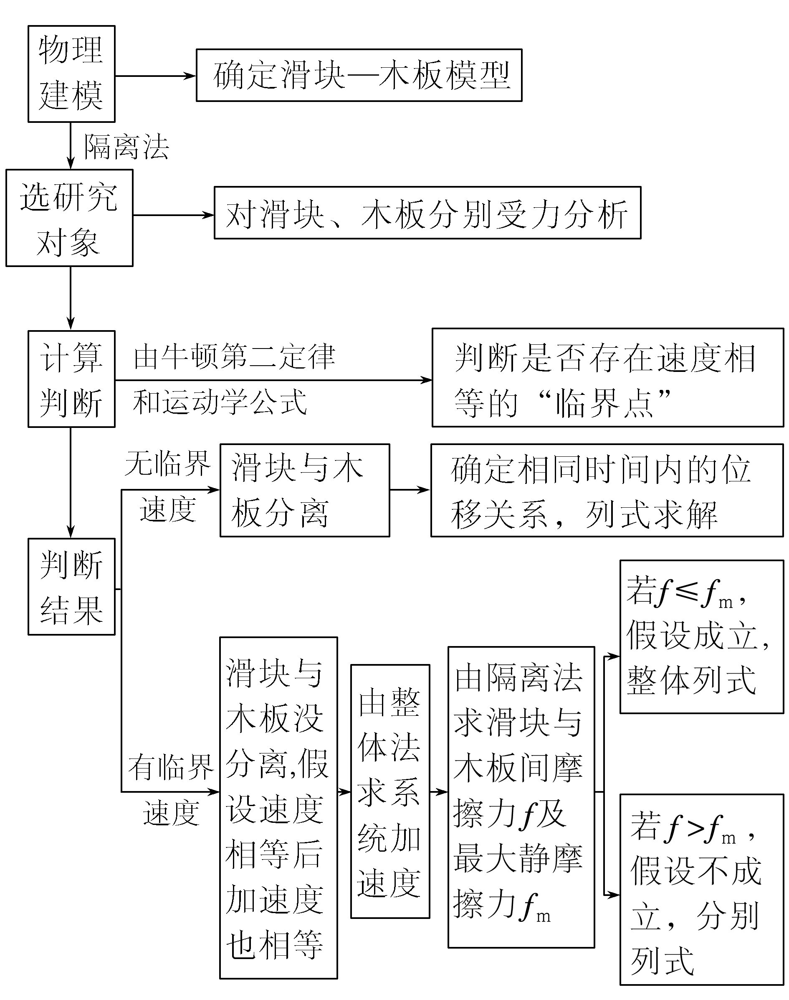 物理
建模
确定滑块—木板模型
隔离法
选研究
对象
对滑块、木板分别受力分析
计算
判断
由牛顿第二定律
和运动学公式
判断是否存在速度相
等的“临界点”
判断
结果
无临界
速度
滑块与木
板分离
确定相同时间内的位
移关系，列式求解
有临界
速度
滑块与
木板没
分离,假
设速度
相等后
加速度
也相等
由整
体法
求系
统加
速度
由隔离法
求滑块与
木板间摩
擦力f及
最大静摩
擦力fm
若f≤fm，
假设成立,
整体列式
若f>fm，
假设不成
立，分别
列式